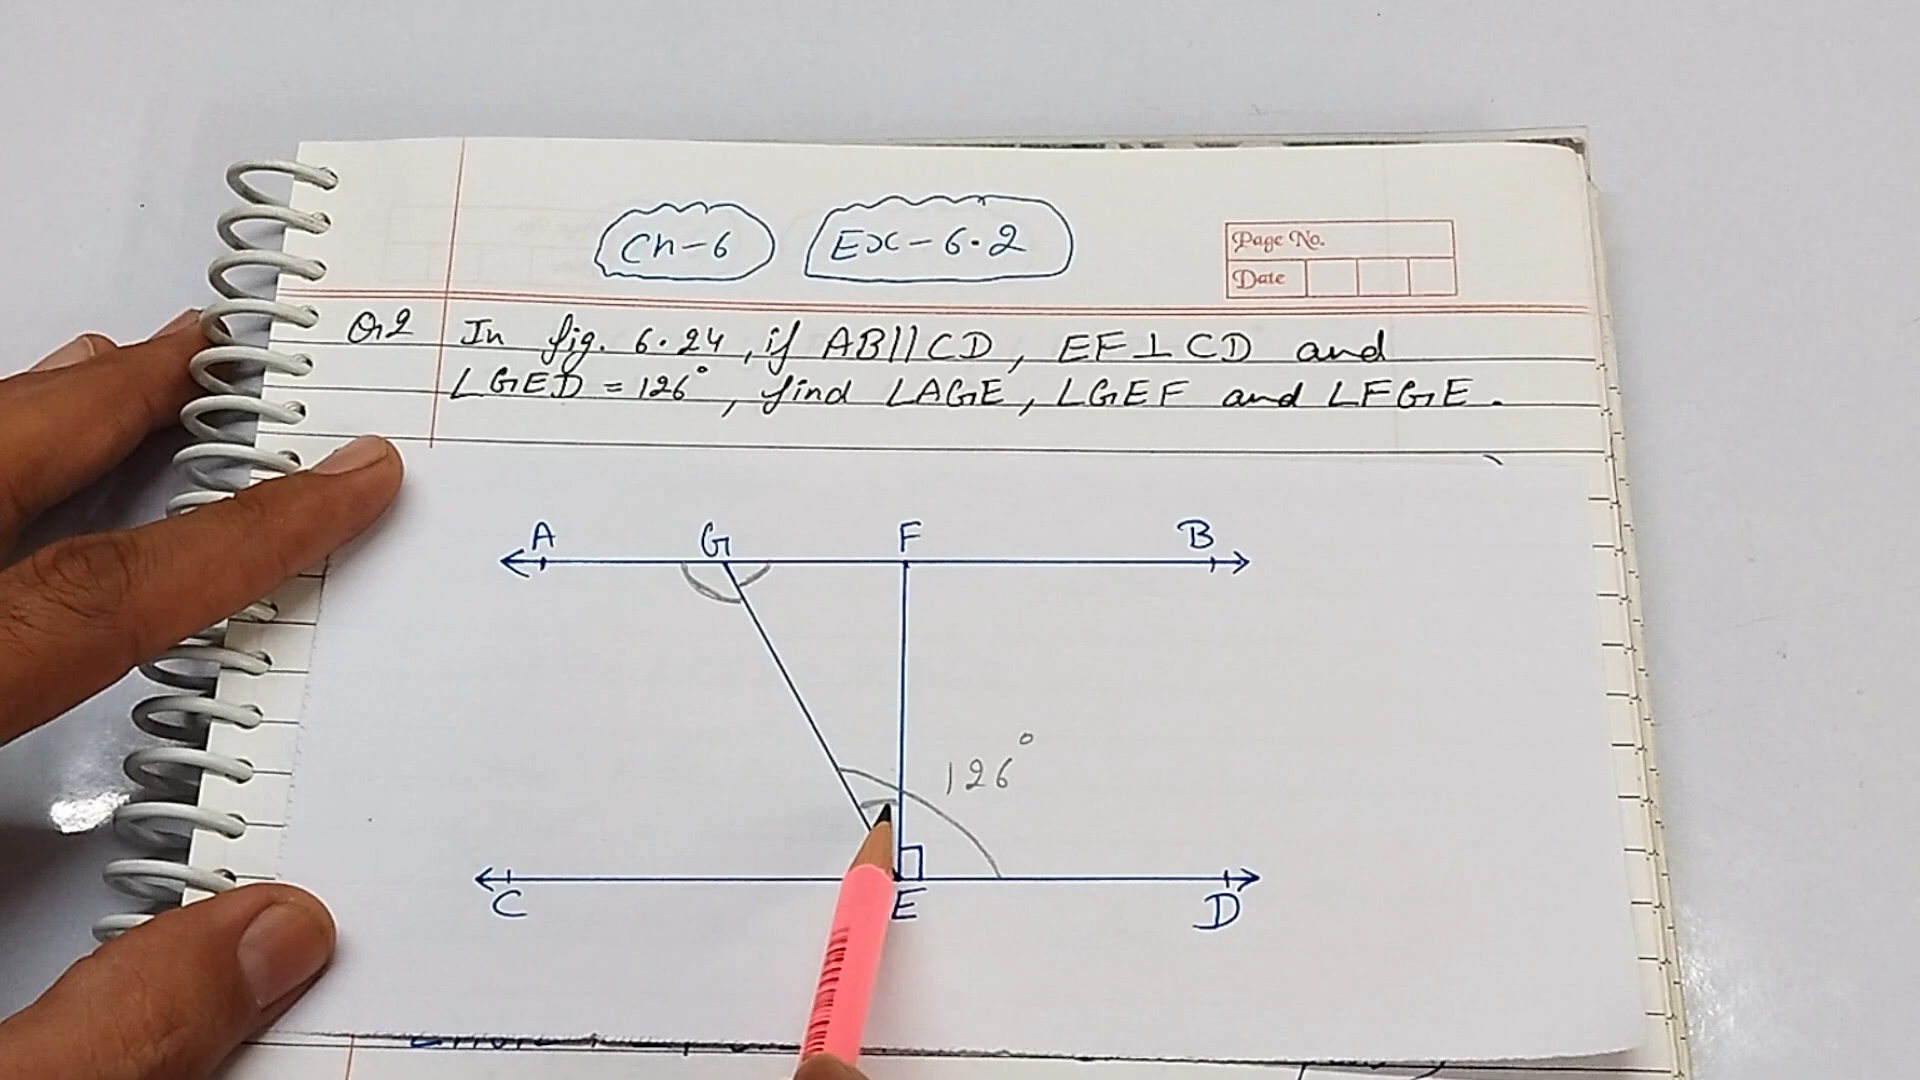 Ch-6 Ex-6.2
Page No.
Date
Q2 In fig. 6.24, if AB||CD, EF⊥CD and
∠GED = 126°, find ∠AGE, ∠GEF and ∠FGE.
A G F B
126°
C E D